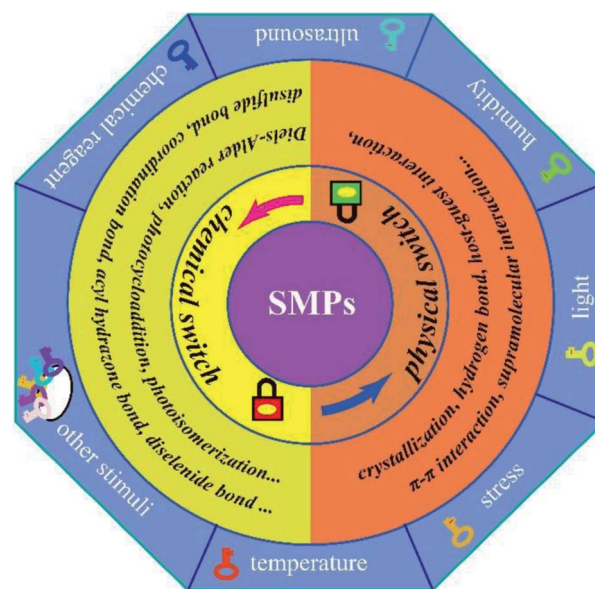 ultrasound
humidity
light
stress
temperature
other stimuli
chemical reagent
disulfide bond, coordination bond, acyl hydrazone bond, diselenide bond ...
Diels-Alder reaction, photocycloddition, photoisomerization...
crystallization, hydrogen bond, host-guest interaction,
π-π interaction, supramolecular interaction...
chemical switch
physical switch
SMPs